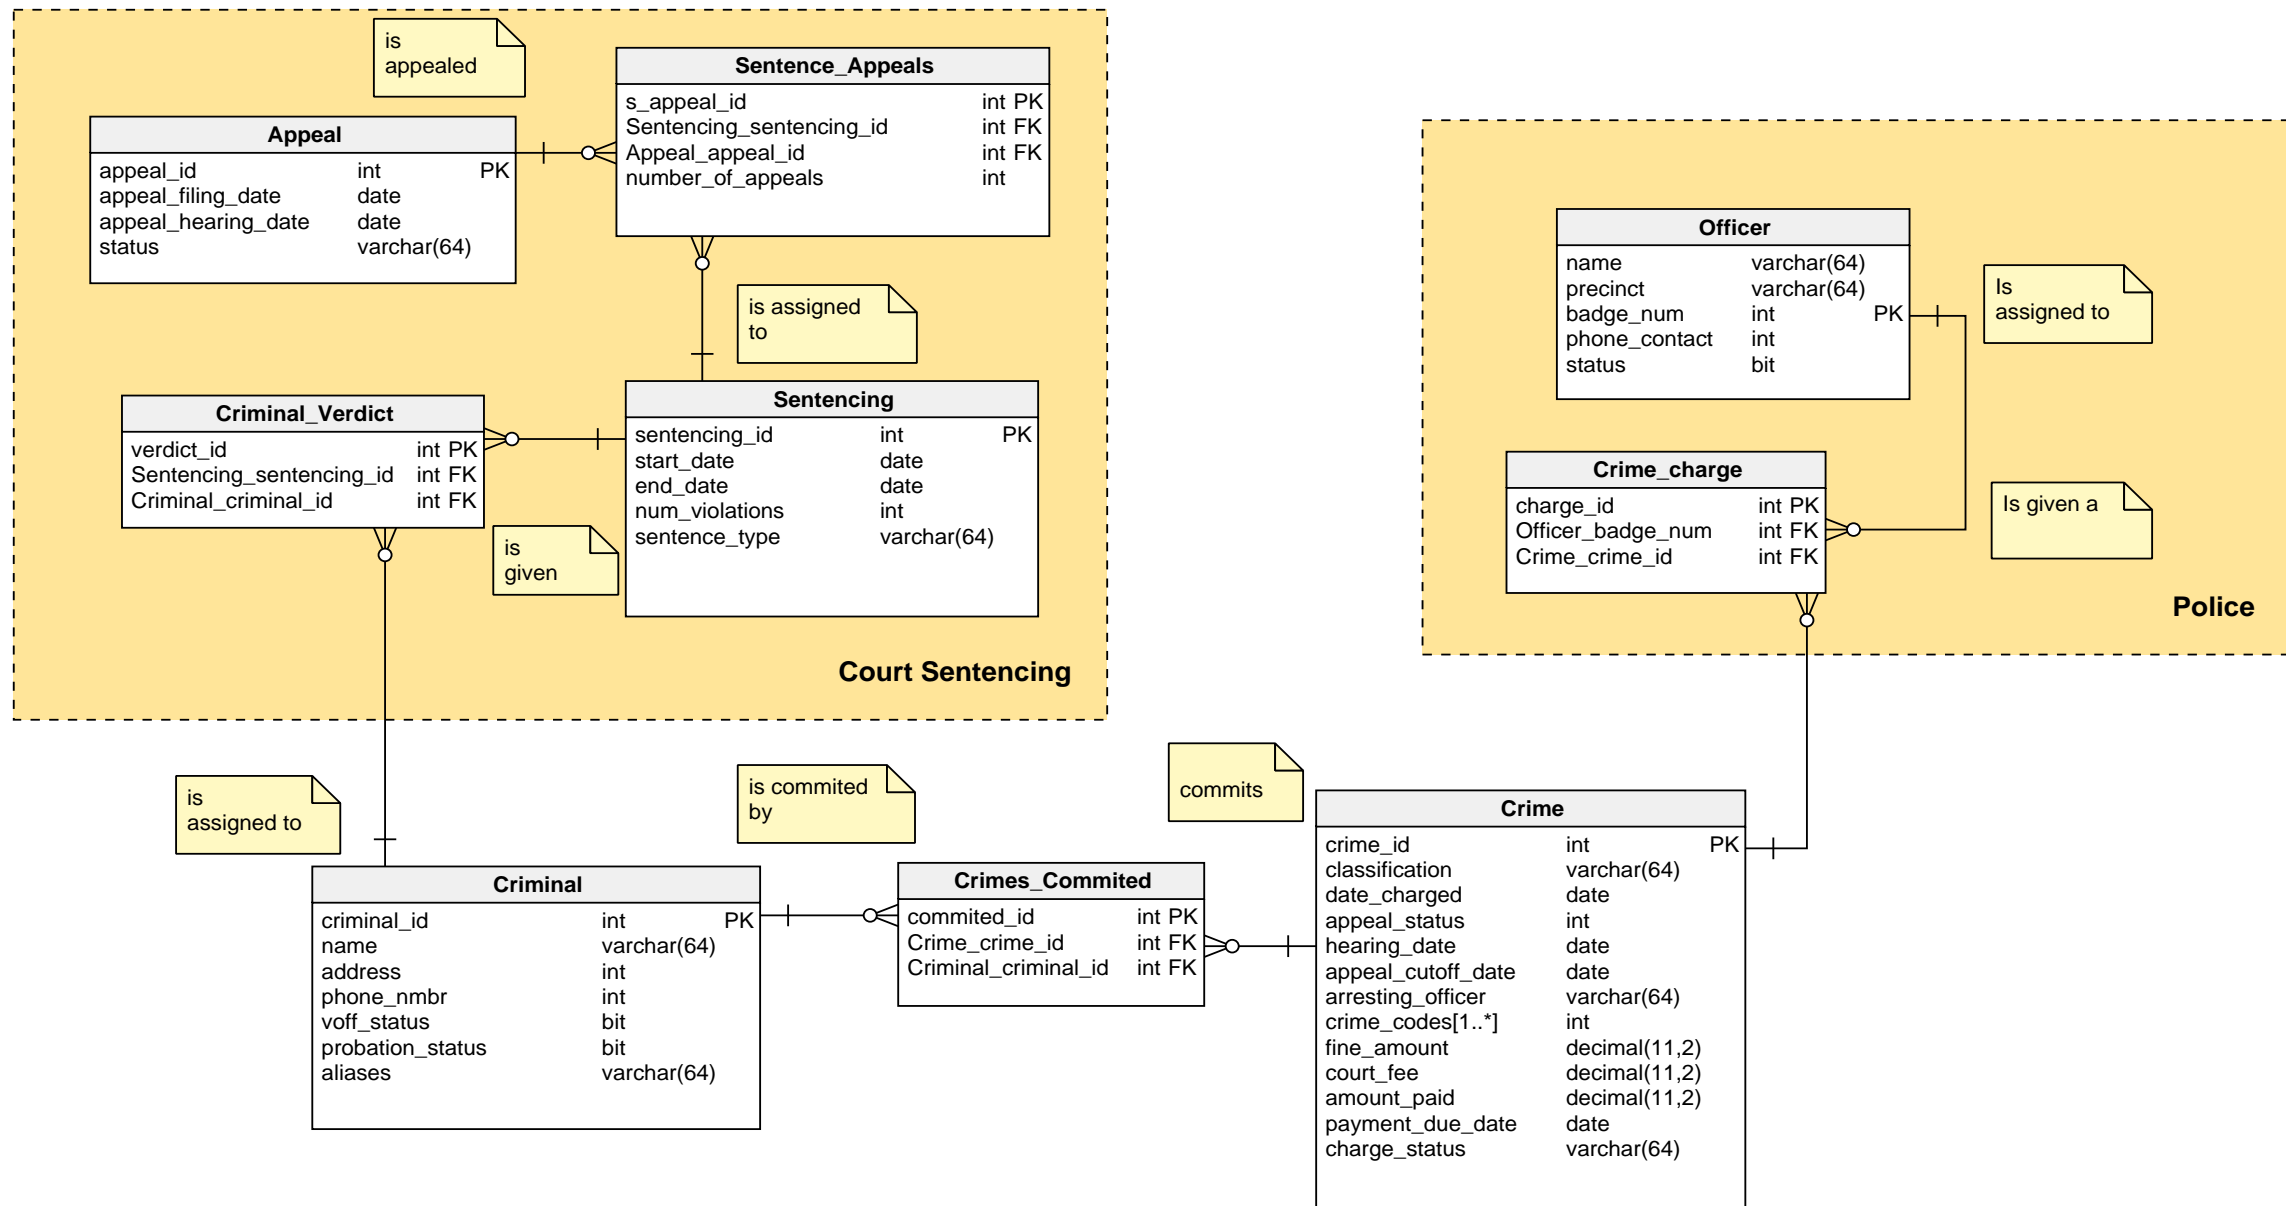 is
appealed
Sentence_Appeals
s_appeal_id int PK
Sentencing_sentencing_id int FK
Appeal_appeal_id int FK
number_of_appeals int
Appeal
appeal_id int PK
appeal_filing_date date
appeal_hearing_date date
status varchar(64)
is assigned
to
Criminal_Verdict
verdict_id int PK
Sentencing_sentencing_id int FK
Criminal_criminal_id int FK
Sentencing
sentencing_id int PK
start_date date
end_date date
num_violations int
sentence_type varchar(64)
is
given
Court Sentencing
Officer
name varchar(64)
precinct varchar(64)
badge_num int PK
phone_contact int
status bit
Is
assigned to
Crime_charge
charge_id int PK
Officer_badge_num int FK
Crime_crime_id int FK
Is given a
Police
is
assigned to
is commited
by
commits
Criminal
criminal_id int PK
name varchar(64)
address int
phone_nmbr int
voff_status bit
probation_status bit
aliases varchar(64)
Crimes_Commited
commited_id int PK
Crime_crime_id int FK
Criminal_criminal_id int FK
Crime
crime_id int PK
classification varchar(64)
date_charged date
appeal_status int
hearing_date date
appeal_cutoff_date date
arresting_officer varchar(64)
crime_codes[1..*] int
fine_amount decimal(11,2)
court_fee decimal(11,2)
amount_paid decimal(11,2)
payment_due_date date
charge_status varchar(64)